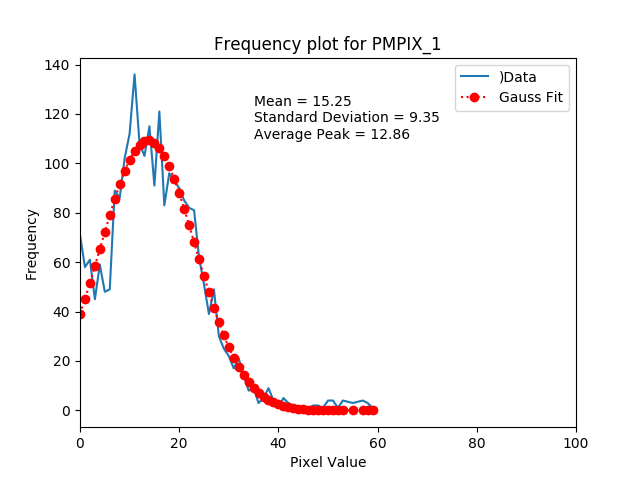 Frequency plot for PMPIX_1
)Data
Gauss Fit
Mean = 15.25
Standard Deviation = 9.35
Average Peak = 12.86
Frequency
140
120
100
80
60
40
20
0
0 20 40 60 80 100
Pixel Value